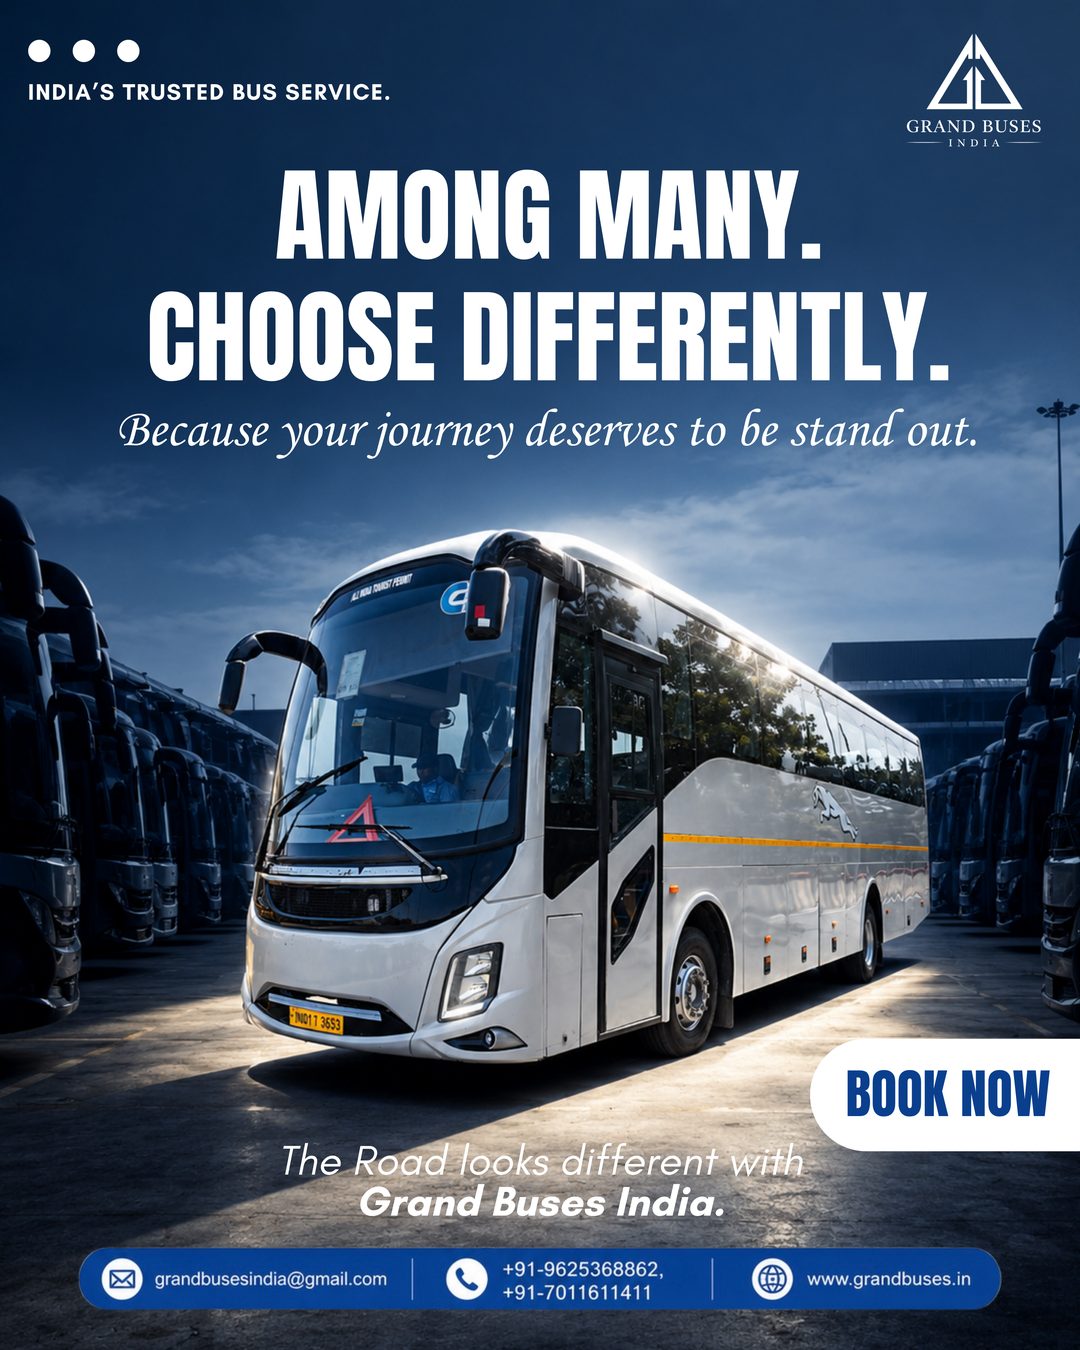 INDIA'S TRUSTED BUS SERVICE.
GRAND BUSES
INDIA
AMONG MANY.
CHOOSE DIFFERENTLY.
Because your journey deserves to be stand out.
ALL INDIA TOURIST PERMIT
BOOK NOW
The Road looks different with
Grand Buses India.
grandbusesindia@gmail.com
+91-9625368862,
+91-7011611411
www.grandbuses.in